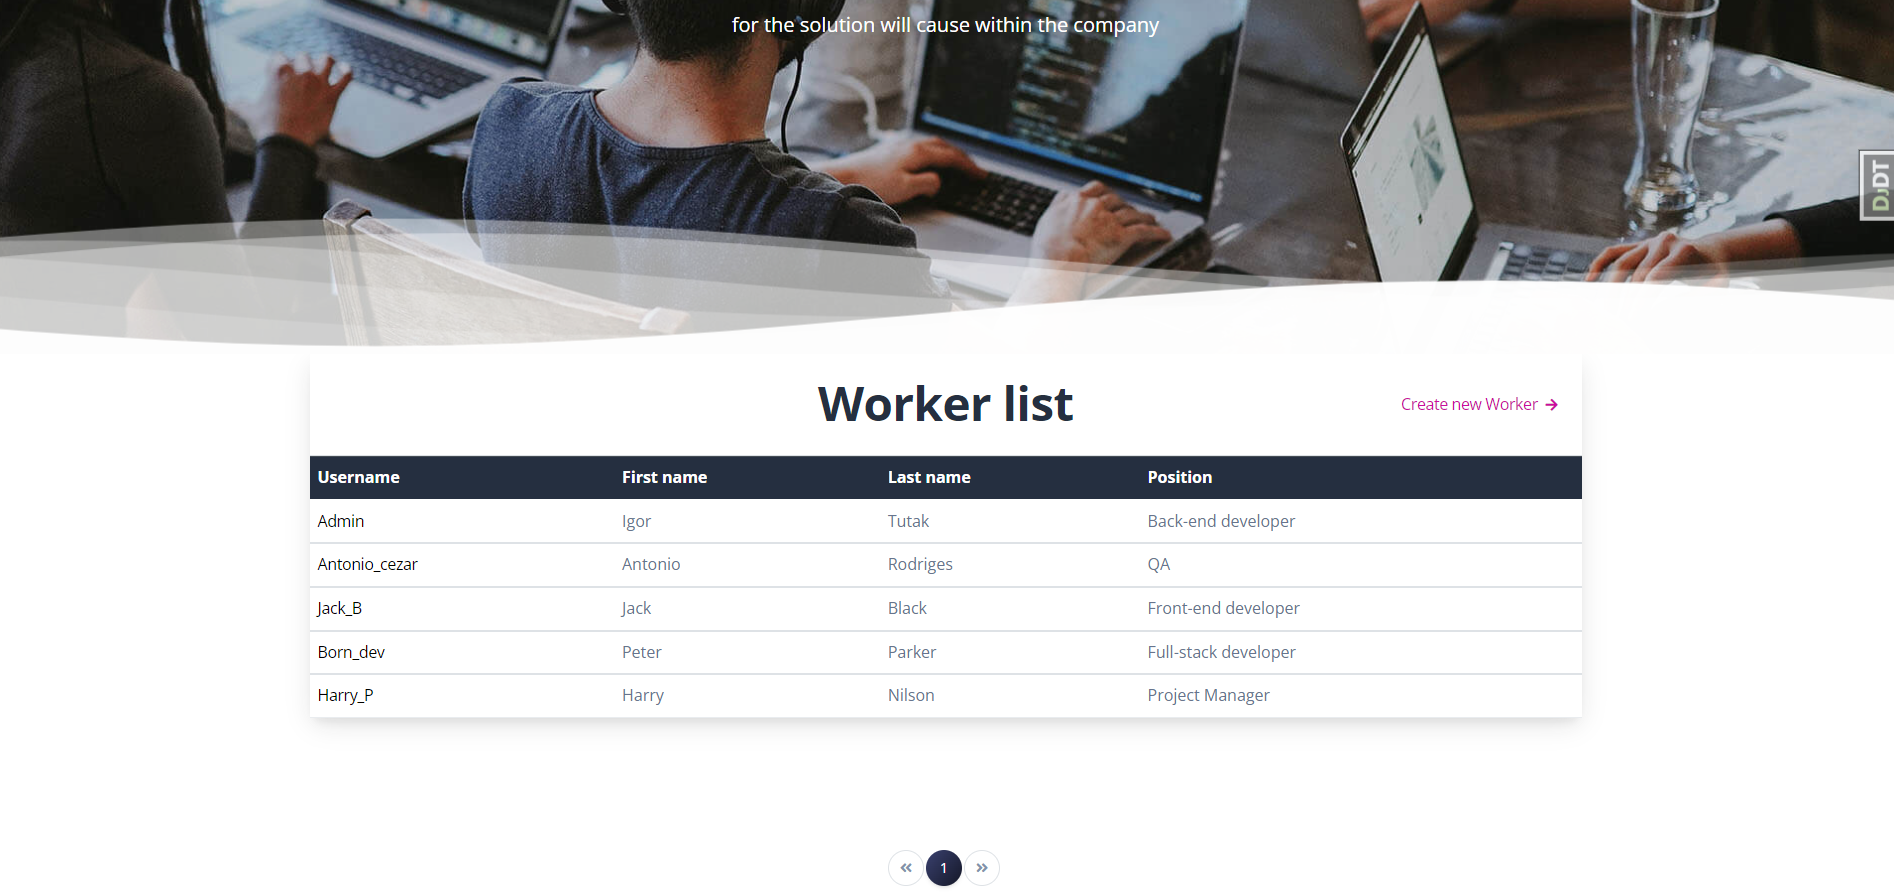 for the solution will cause within the company
DJDT
Worker list
Create new Worker →
Username First name Last name Position
Admin Igor Tutak Back-end developer
Antonio_cezar Antonio Rodriges QA
Jack_B Jack Black Front-end developer
Born_dev Peter Parker Full-stack developer
Harry_P Harry Nilson Project Manager
« 1 »